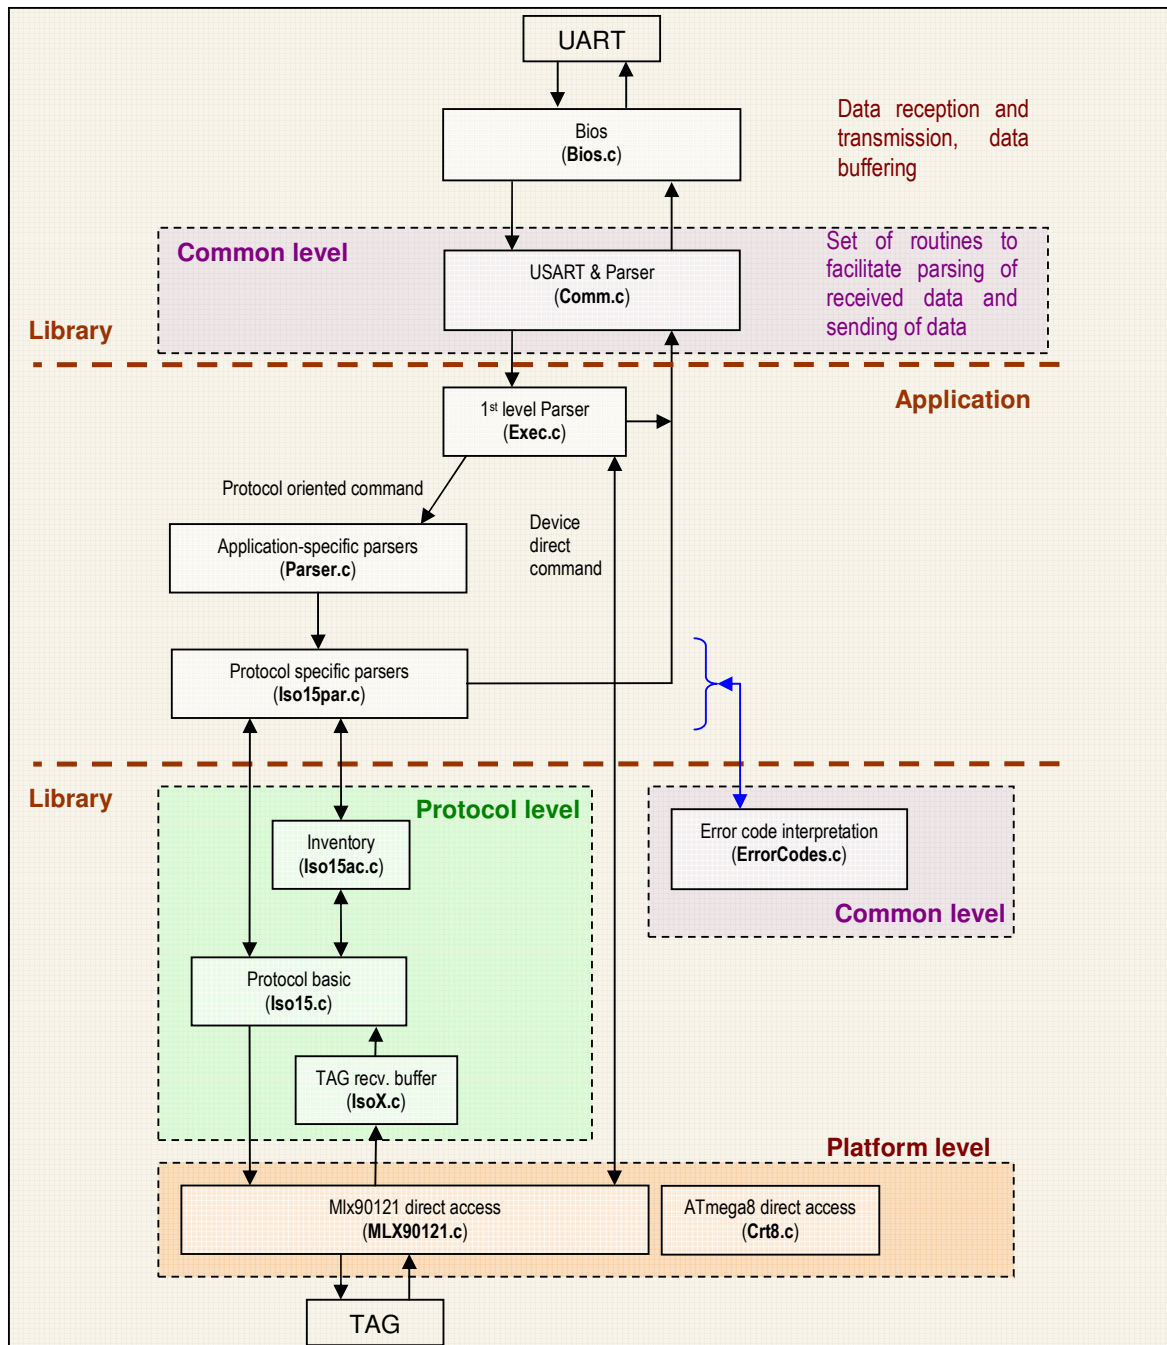 UART
Bios
(Bios.c)
Data reception and
transmission, data
buffering
Common level
USART & Parser
(Comm.c)
Set of routines to
facilitate parsing of
received data and
sending of data
Library
Application
1st level Parser
(Exec.c)
Protocol oriented command
Device
direct
command
Application-specific parsers
(Parser.c)
Protocol specific parsers
(Iso15par.c)
Library
Protocol level
Inventory
(Iso15ac.c)
Error code interpretation
(ErrorCodes.c)
Common level
Protocol basic
(Iso15.c)
TAG recv. buffer
(IsoX.c)
Platform level
Mlx90121 direct access
(MLX90121.c)
ATmega8 direct access
(Crt8.c)
TAG